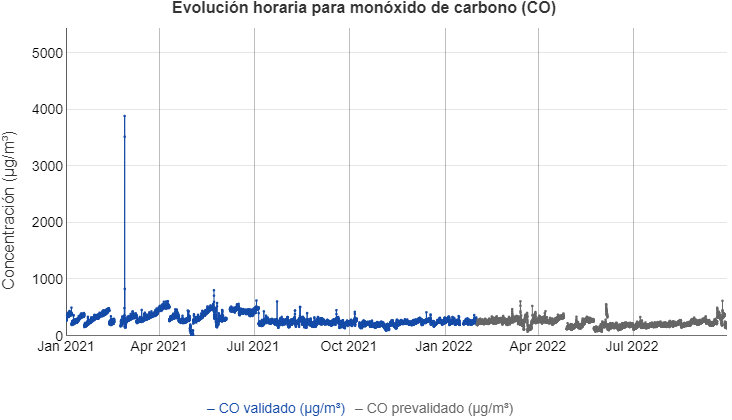 Evolución horaria para monóxido de carbono (CO)
Concentración (µg/m³)
5000
4000
3000
2000
1000
0
Jan 2021 Apr 2021 Jul 2021 Oct 2021 Jan 2022 Apr 2022 Jul 2022
– CO validado (µg/m³) – CO prevalidado (µg/m³)